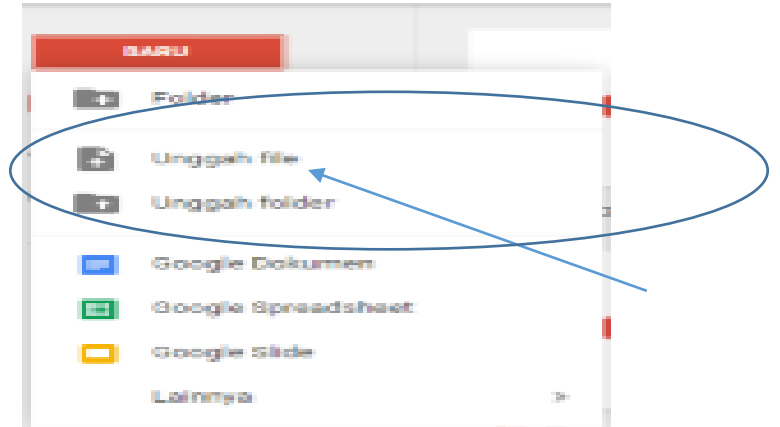 BARU
Folder
Unggah file
Unggah folder
Google Dokumen
Google Spreadsheet
Google Slide
Lainnya >